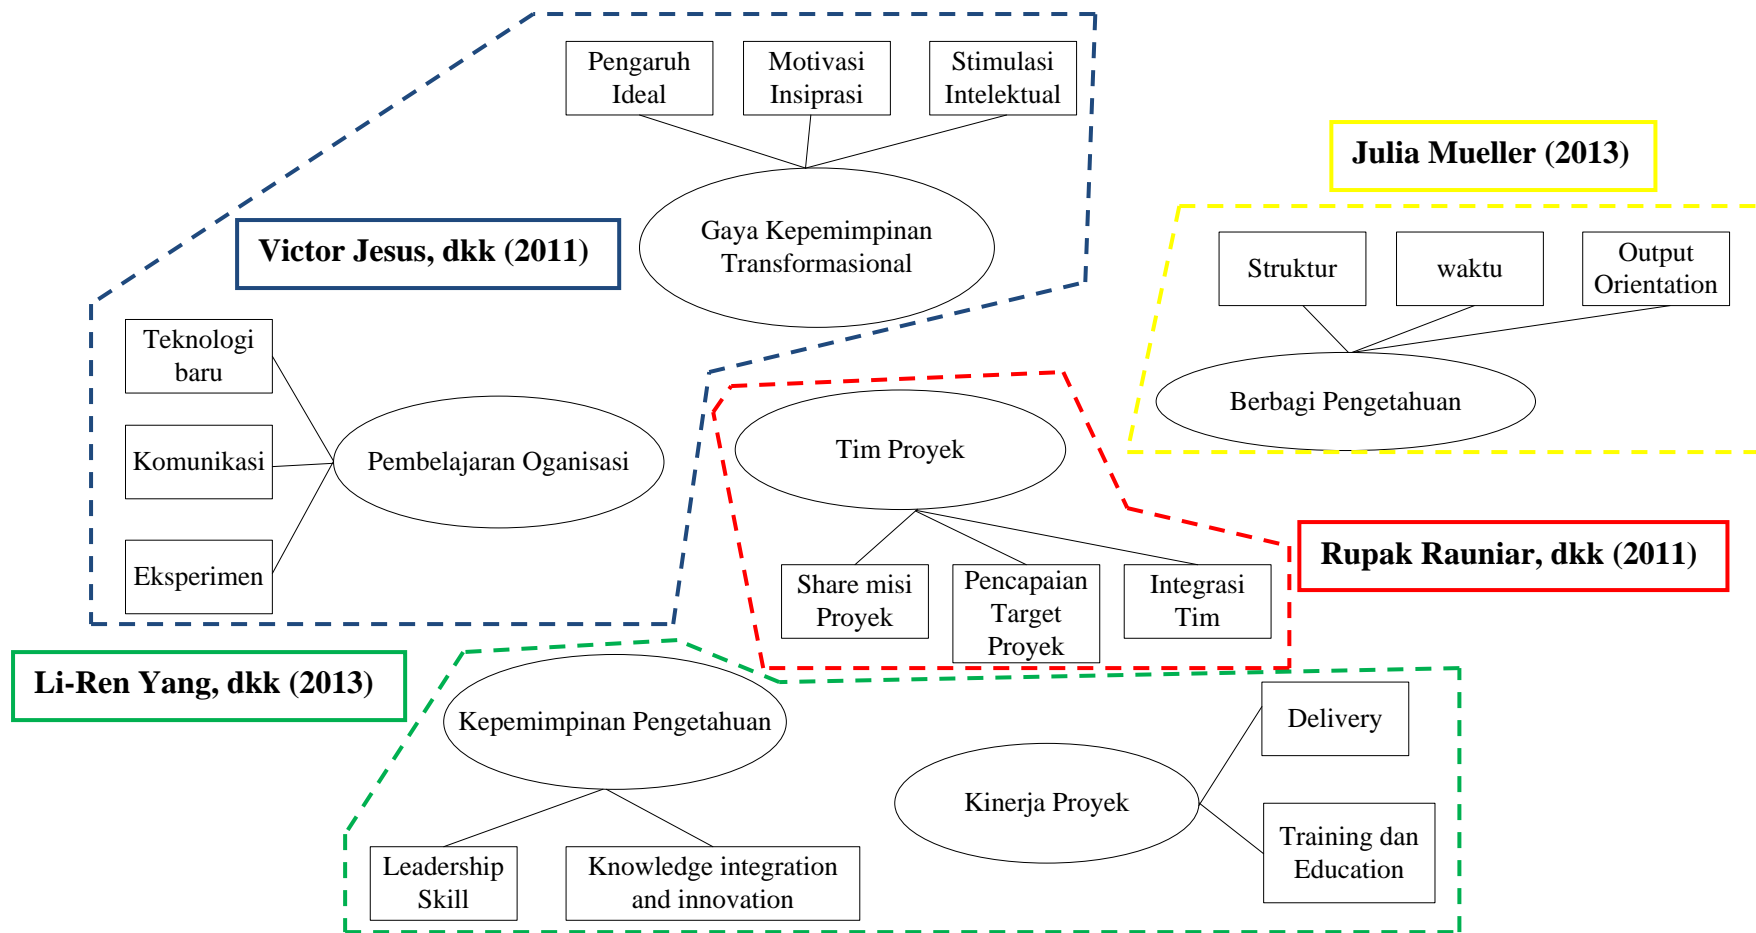 Pengaruh
Ideal
Motivasi
Insiprasi
Stimulasi
Intelektual
Julia Mueller (2013)
Victor Jesus, dkk (2011)
Gaya Kepemimpinan
Transformasional
Struktur
waktu
Output
Orientation
Teknologi
baru
Berbagi Pengetahuan
Komunikasi
Pembelajaran Oganisasi
Tim Proyek
Eksperimen
Rupak Rauniar, dkk (2011)
Share misi
Proyek
Pencapaian
Target
Proyek
Integrasi
Tim
Li-Ren Yang, dkk (2013)
Kepemimpinan Pengetahuan
Delivery
Kinerja Proyek
Training dan
Education
Leadership
Skill
Knowledge integration
and innovation